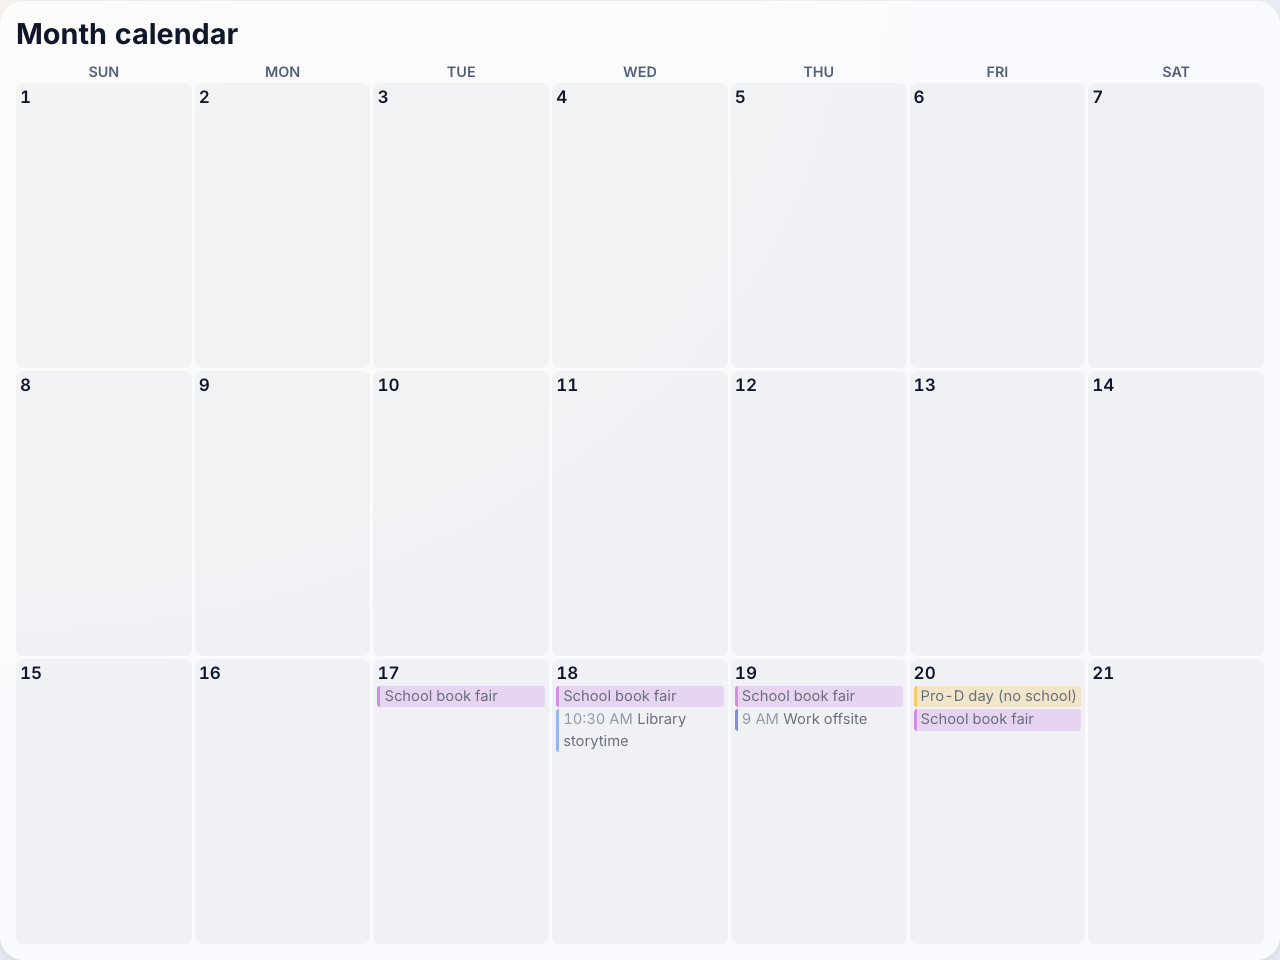 Month calendar
SUN MON TUE WED THU FRI SAT
1 2 3 4 5 6 7
8 9 10 11 12 13 14
15 16 17 18 19 20 21
School book fair School book fair School book fair Pro-D day (no school)
10:30 AM Library 9 AM Work offsite School book fair
storytime